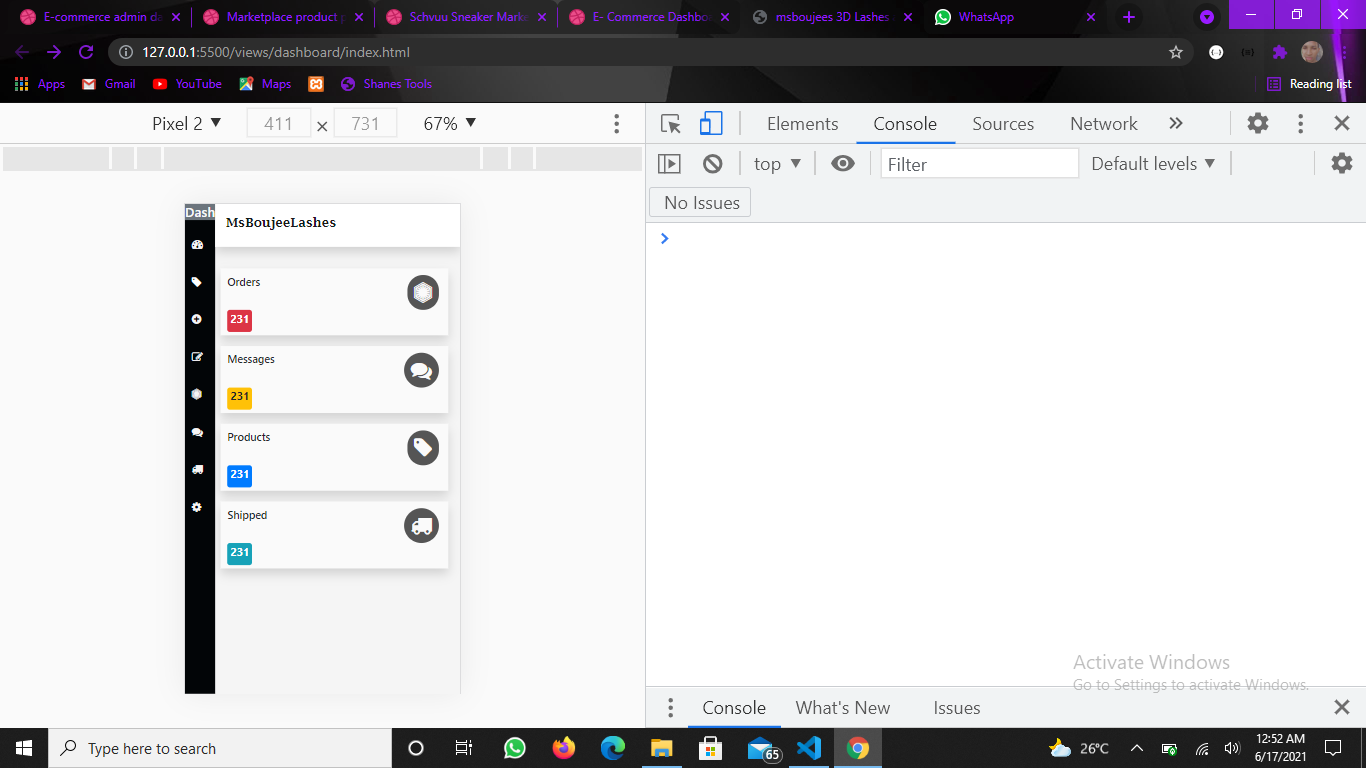 E-commerce admin da
Marketplace product p
Schvuu Sneaker Marke
E- Commerce Dashbo
msboujees 3D Lashes
WhatsApp
127.0.0.1:5500/views/dashboard/index.html
Apps
Gmail
YouTube
Maps
Shanes Tools
Reading list
Pixel 2
411 × 731
67%
Elements
Console
Sources
Network
top
Filter
Default levels
No Issues
Dash
MsBoujeeLashes
Orders
231
Messages
231
Products
231
Shipped
231
Activate Windows
Go to Settings to activate Windows.
Console
What's New
Issues
Type here to search
65
26°C
12:52 AM
6/17/2021